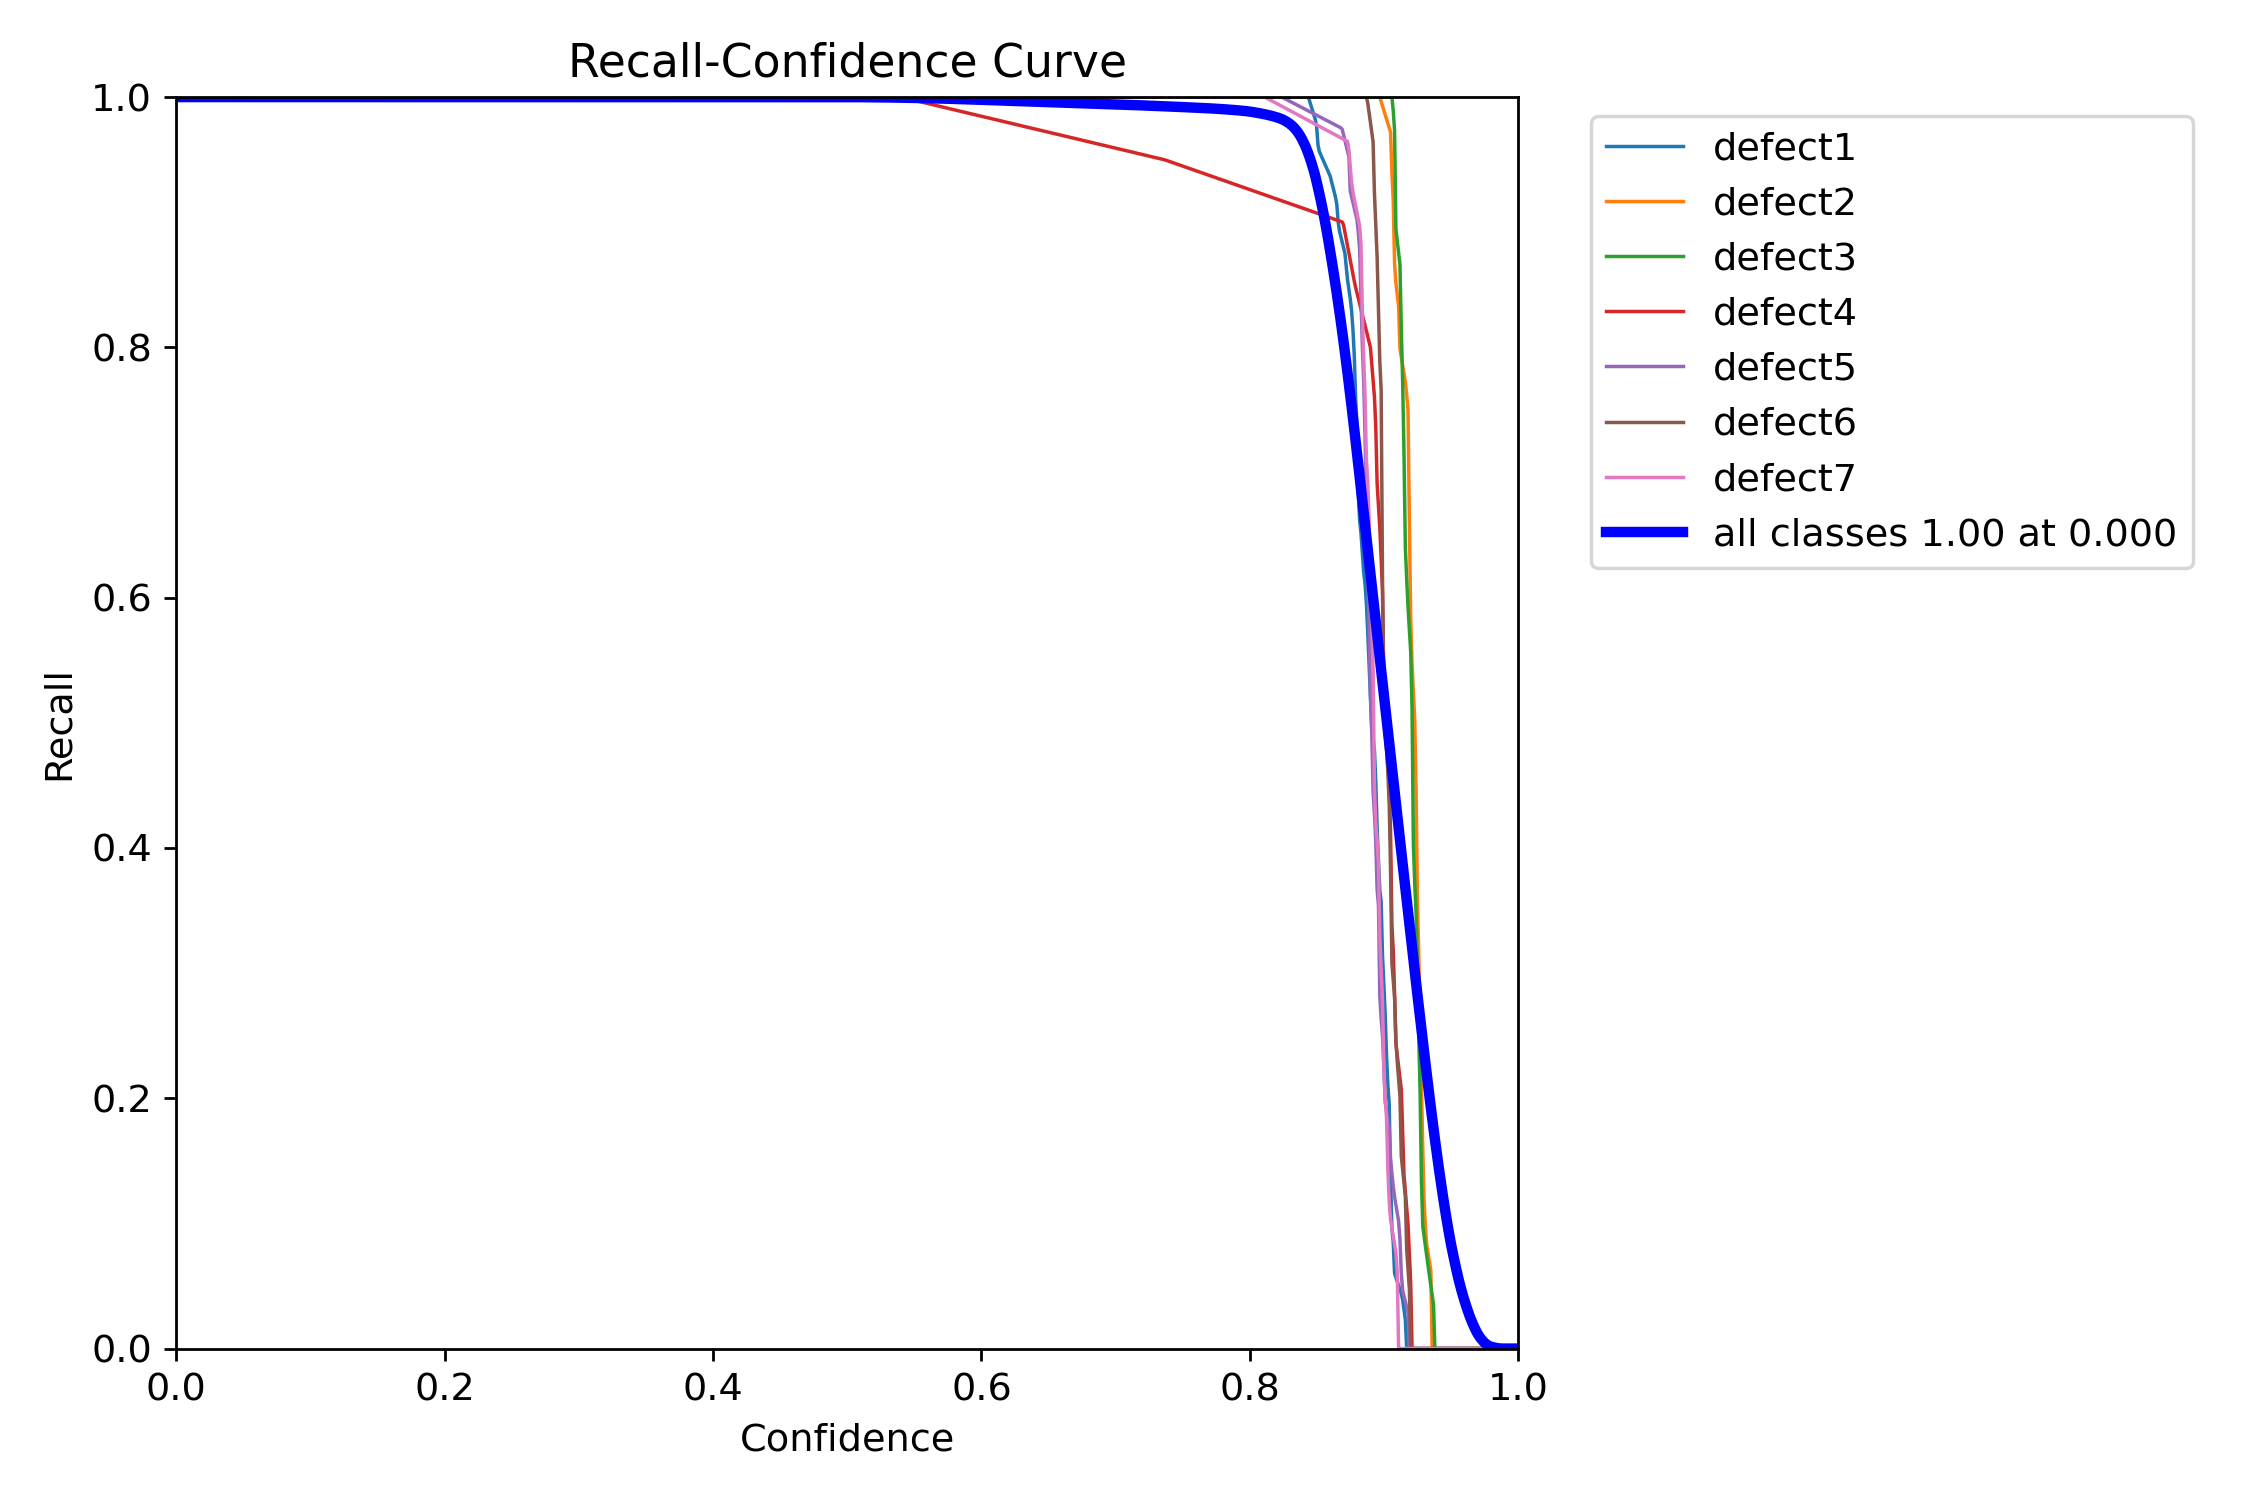 Recall-Confidence Curve
1.0
0.8
0.6
0.4
0.2
0.0
Recall
0.0 0.2 0.4 0.6 0.8 1.0
Confidence
defect1
defect2
defect3
defect4
defect5
defect6
defect7
all classes 1.00 at 0.000